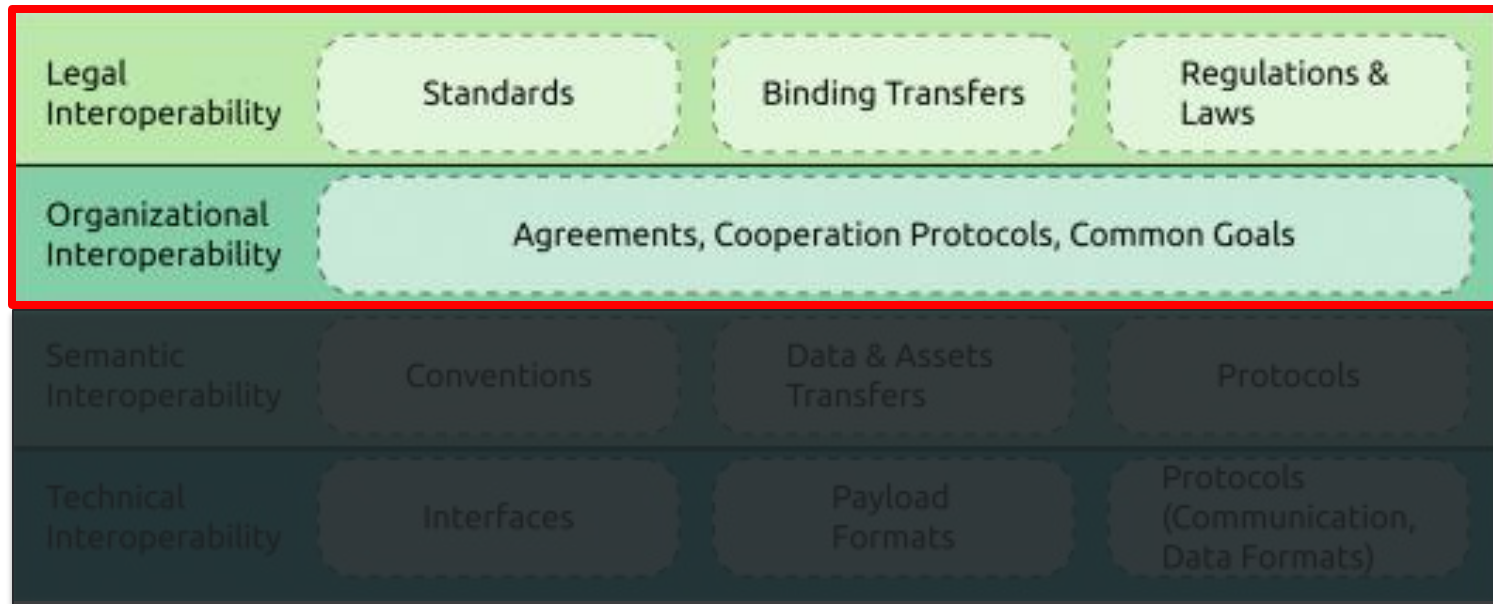 Legal
Interoperability
Standards
Binding Transfers
Regulations &
Laws
Organizational
Interoperability
Agreements, Cooperation Protocols, Common Goals
Semantic
Interoperability
Conventions
Data & Assets
Transfers
Protocols
Technical
Interoperability
Interfaces
Payload
Formats
Protocols
(Communication,
Data Formats)